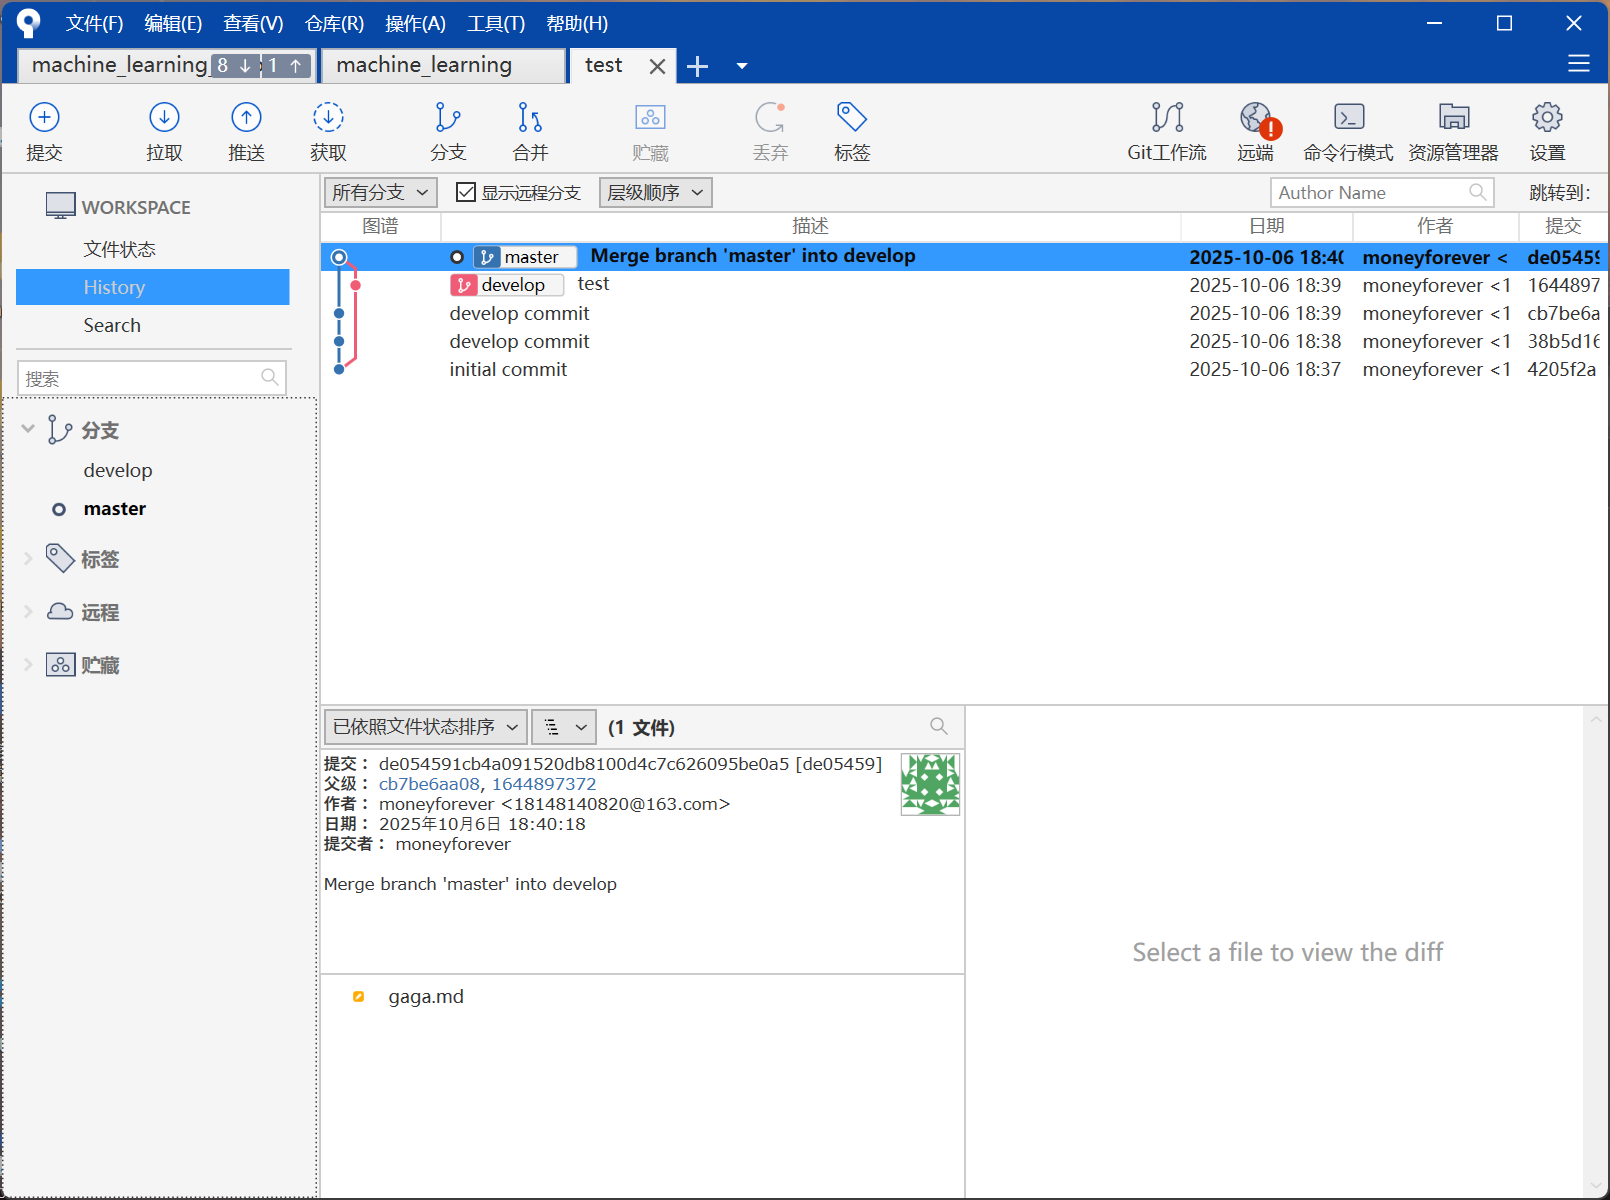 文件(F) 编辑(E) 查看(V) 仓库(R) 操作(A) 工具(T) 帮助(H)
machine_learning_ 8 ↓ 1 ↑ machine_learning test
提交 拉取 推送 获取 分支 合并 贮藏 丢弃 标签 Git工作流 远端 命令行模式 资源管理器 设置
WORKSPACE
文件状态
History
Search
搜索
分支
develop
master
标签
远程
贮藏
所有分支 显示远程分支 层级顺序 Author Name 跳转到:
图谱 描述 日期 作者 提交
master Merge branch 'master' into develop 2025-10-06 18:40 moneyforever < de05459
develop test 2025-10-06 18:39 moneyforever <1 1644897
develop commit 2025-10-06 18:39 moneyforever <1 cb7be6a
develop commit 2025-10-06 18:38 moneyforever <1 38b5d16
initial commit 2025-10-06 18:37 moneyforever <1 4205f2a
已依照文件状态排序 (1 文件)
提交： de054591cb4a091520db8100d4c7c626095be0a5 [de05459]
父级： cb7be6aa08, 1644897372
作者： moneyforever <18148140820@163.com>
日期： 2025年10月6日 18:40:18
提交者： moneyforever
Merge branch 'master' into develop
gaga.md
Select a file to view the diff